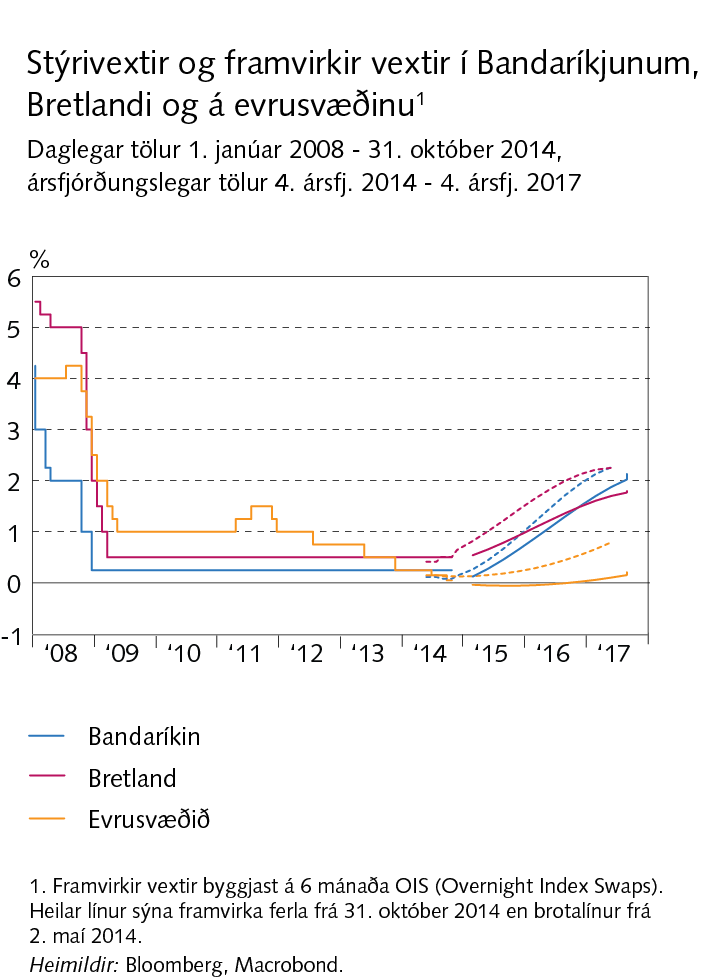 Stýrivextir og framvirkir vextir í Bandaríkjunum,
Bretlandi og á evrusvæðinu¹
Daglegar tölur 1. janúar 2008 - 31. október 2014,
ársfjórðungslegar tölur 4. ársfj. 2014 - 4. ársfj. 2017
%
6
5
4
3
2
1
0
-1
‘08 ‘09 ‘10 ‘11 ‘12 ‘13 ‘14 ‘15 ‘16 ‘17
Bandaríkin
Bretland
Evrusvæðið
1. Framvirkir vextir byggjast á 6 mánaða OIS (Overnight Index Swaps).
Heilar línur sýna framvirka ferla frá 31. október 2014 en brotalínur frá
2. maí 2014.
Heimildir: Bloomberg, Macrobond.